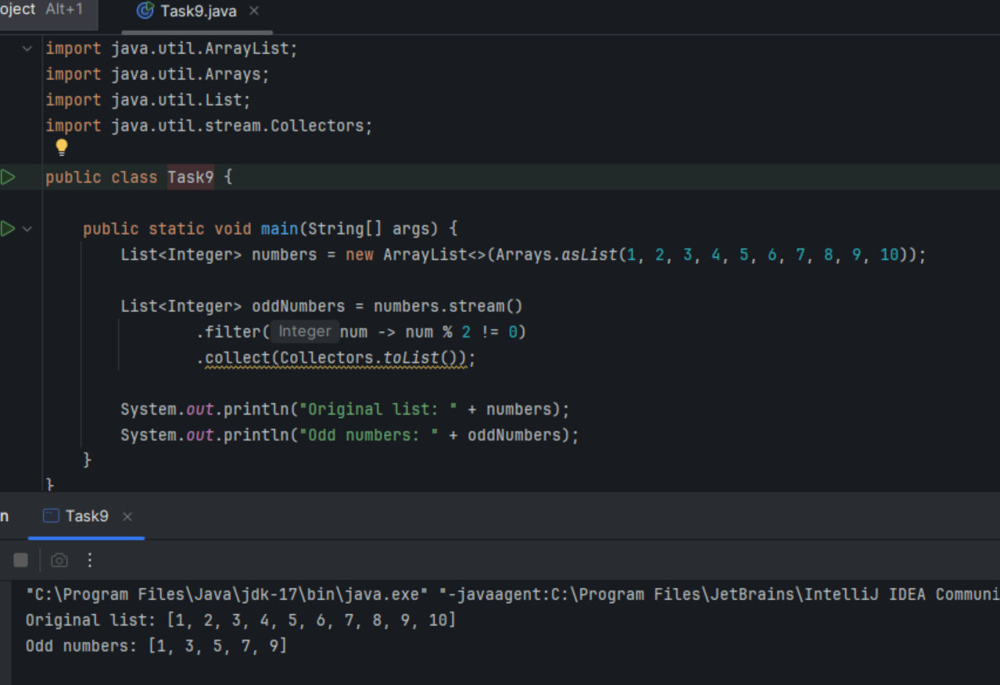 oject Alt+1
Task9.java
import java.util.ArrayList;
import java.util.Arrays;
import java.util.List;
import java.util.stream.Collectors;
public class Task9 {
public static void main(String[] args) {
List<Integer> numbers = new ArrayList<>(Arrays.asList(1, 2, 3, 4, 5, 6, 7, 8, 9, 10));
List<Integer> oddNumbers = numbers.stream()
.filter( Integer num -> num % 2 != 0)
.collect(Collectors.toList());
System.out.println("Original list: " + numbers);
System.out.println("Odd numbers: " + oddNumbers);
}
}
n Task9
"C:\Program Files\Java\jdk-17\bin\java.exe" "-javaagent:C:\Program Files\JetBrains\IntelliJ IDEA Communi
Original list: [1, 2, 3, 4, 5, 6, 7, 8, 9, 10]
Odd numbers: [1, 3, 5, 7, 9]